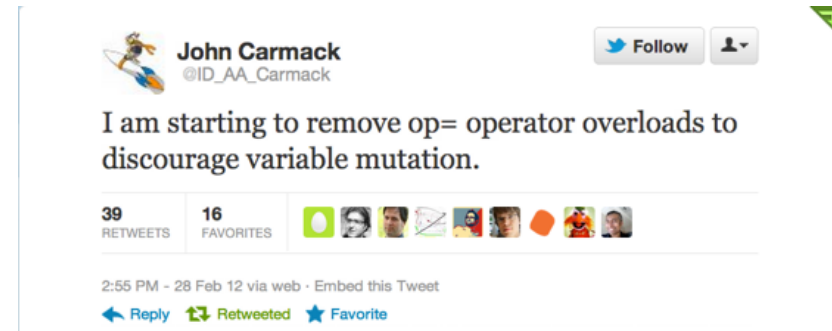 John Carmack
@ID_AA_Carmack
Follow
I am starting to remove op= operator overloads to
discourage variable mutation.
39
RETWEETS
16
FAVORITES
2:55 PM - 28 Feb 12 via web · Embed this Tweet
Reply Retweeted Favorite